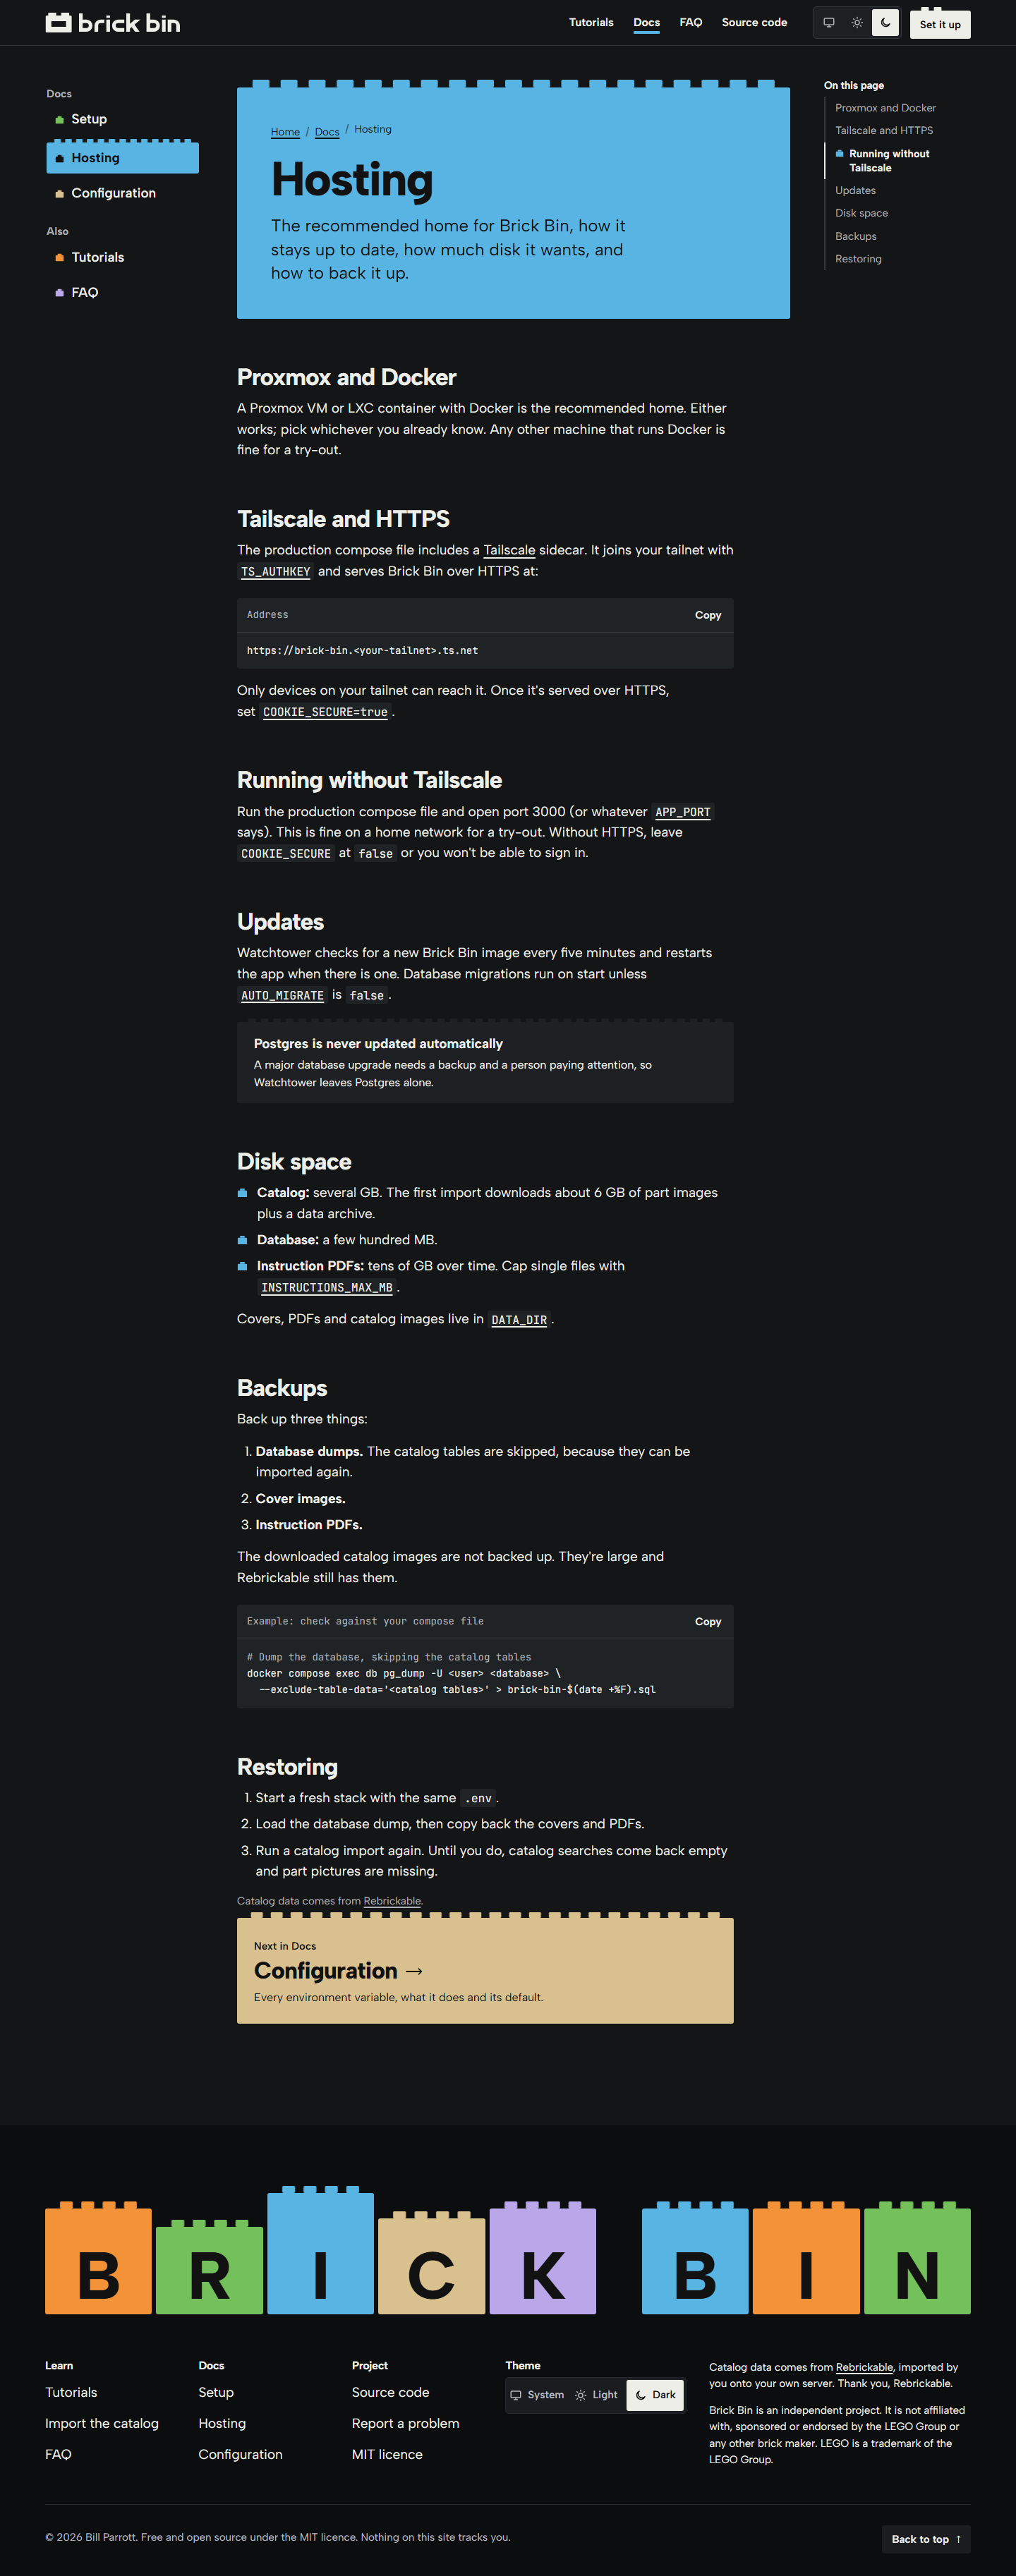 brick bin
Tutorials
Docs
FAQ
Source code
Set it up
Docs
Setup
Hosting
Configuration
Also
Tutorials
FAQ
Home / Docs / Hosting
Hosting
The recommended home for Brick Bin, how it
stays up to date, how much disk it wants, and
how to back it up.
On this page
Proxmox and Docker
Tailscale and HTTPS
Running without
Tailscale
Updates
Disk space
Backups
Restoring
Proxmox and Docker
A Proxmox VM or LXC container with Docker is the recommended home. Either
works; pick whichever you already know. Any other machine that runs Docker is
fine for a try-out.
Tailscale and HTTPS
The production compose file includes a Tailscale sidecar. It joins your tailnet with
TS_AUTHKEY and serves Brick Bin over HTTPS at:
Address
Copy
https://brick-bin.<your-tailnet>.ts.net
Only devices on your tailnet can reach it. Once it's served over HTTPS,
set COOKIE_SECURE=true.
Running without Tailscale
Run the production compose file and open port 3000 (or whatever APP_PORT
says). This is fine on a home network for a try-out. Without HTTPS, leave
COOKIE_SECURE at false or you won't be able to sign in.
Updates
Watchtower checks for a new Brick Bin image every five minutes and restarts
the app when there is one. Database migrations run on start unless
AUTO_MIGRATE is false.
Postgres is never updated automatically
A major database upgrade needs a backup and a person paying attention, so
Watchtower leaves Postgres alone.
Disk space
Catalog: several GB. The first import downloads about 6 GB of part images
plus a data archive.
Database: a few hundred MB.
Instruction PDFs: tens of GB over time. Cap single files with
INSTRUCTIONS_MAX_MB.
Covers, PDFs and catalog images live in DATA_DIR.
Backups
Back up three things:
1. Database dumps. The catalog tables are skipped, because they can be
imported again.
2. Cover images.
3. Instruction PDFs.
The downloaded catalog images are not backed up. They're large and
Rebrickable still has them.
Example: check against your compose file
Copy
# Dump the database, skipping the catalog tables
docker compose exec db pg_dump -U <user> <database> \
--exclude-table-data='<catalog tables>' > brick-bin-$(date +%F).sql
Restoring
1. Start a fresh stack with the same .env.
2. Load the database dump, then copy back the covers and PDFs.
3. Run a catalog import again. Until you do, catalog searches come back empty
and part pictures are missing.
Catalog data comes from Rebrickable.
Next in Docs
Configuration →
Every environment variable, what it does and its default.
BRICK BIN
Learn
Tutorials
Import the catalog
FAQ
Docs
Setup
Hosting
Configuration
Project
Source code
Report a problem
MIT licence
Theme
System
Light
Dark
Catalog data comes from Rebrickable, imported by
you onto your own server. Thank you, Rebrickable.
Brick Bin is an independent project. It is not affiliated
with, sponsored or endorsed by the LEGO Group or
any other brick maker. LEGO is a trademark of the
LEGO Group.
© 2026 Bill Parrott. Free and open source under the MIT licence. Nothing on this site tracks you.
Back to top ↑